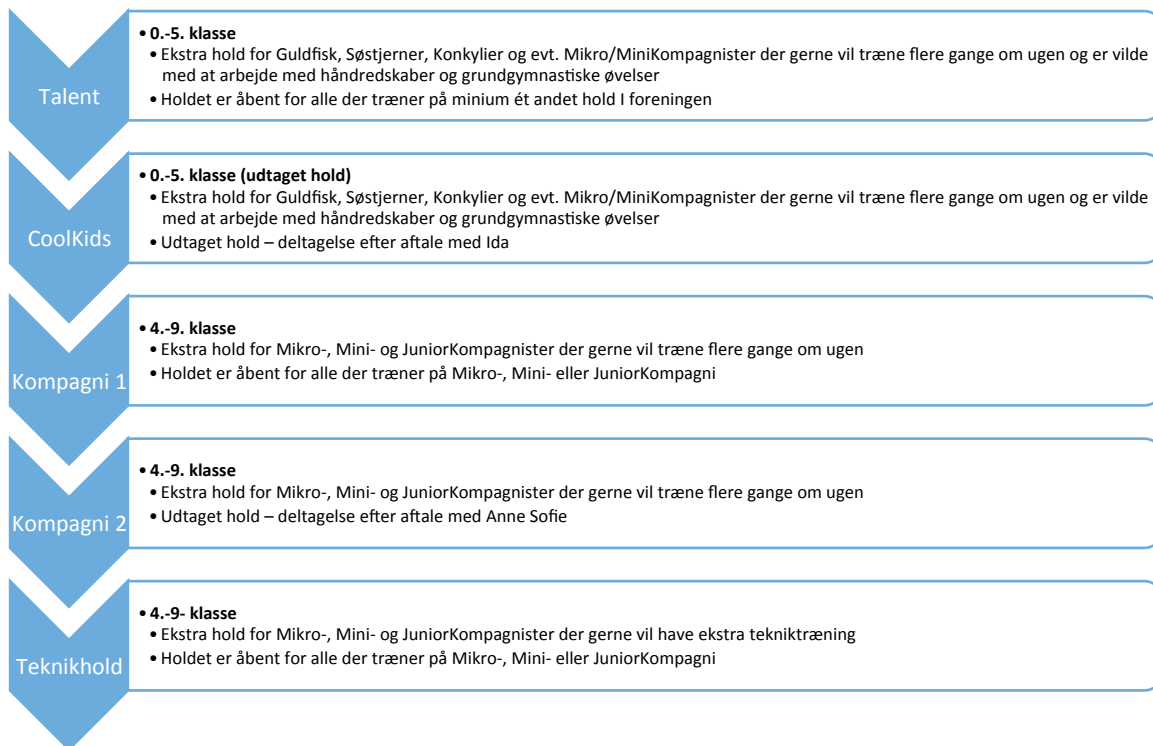 Talent
• 0.-5. klasse
• Ekstra hold for Guldfisk, Søstjerner, Konkylier og evt. Mikro/MiniKompagnister der gerne vil træne flere gange om ugen og er vilde
med at arbejde med håndredskaber og grundgymnastiske øvelser
• Holdet er åbent for alle der træner på minium ét andet hold I foreningen
CoolKids
• 0.-5. klasse (udtaget hold)
• Ekstra hold for Guldfisk, Søstjerner, Konkylier og evt. Mikro/MiniKompagnister der gerne vil træne flere gange om ugen og er vilde
med at arbejde med håndredskaber og grundgymnastiske øvelser
• Udtaget hold – deltagelse efter aftale med Ida
Kompagni 1
• 4.-9. klasse
• Ekstra hold for Mikro-, Mini- og JuniorKompagnister der gerne vil træne flere gange om ugen
• Holdet er åbent for alle der træner på Mikro-, Mini- eller JuniorKompagni
Kompagni 2
• 4.-9. klasse
• Ekstra hold for Mikro-, Mini- og JuniorKompagnister der gerne vil træne flere gange om ugen
• Udtaget hold – deltagelse efter aftale med Anne Sofie
Teknikhold
• 4.-9- klasse
• Ekstra hold for Mikro-, Mini- og JuniorKompagnister der gerne vil have ekstra tekniktræning
• Holdet er åbent for alle der træner på Mikro-, Mini- eller JuniorKompagni